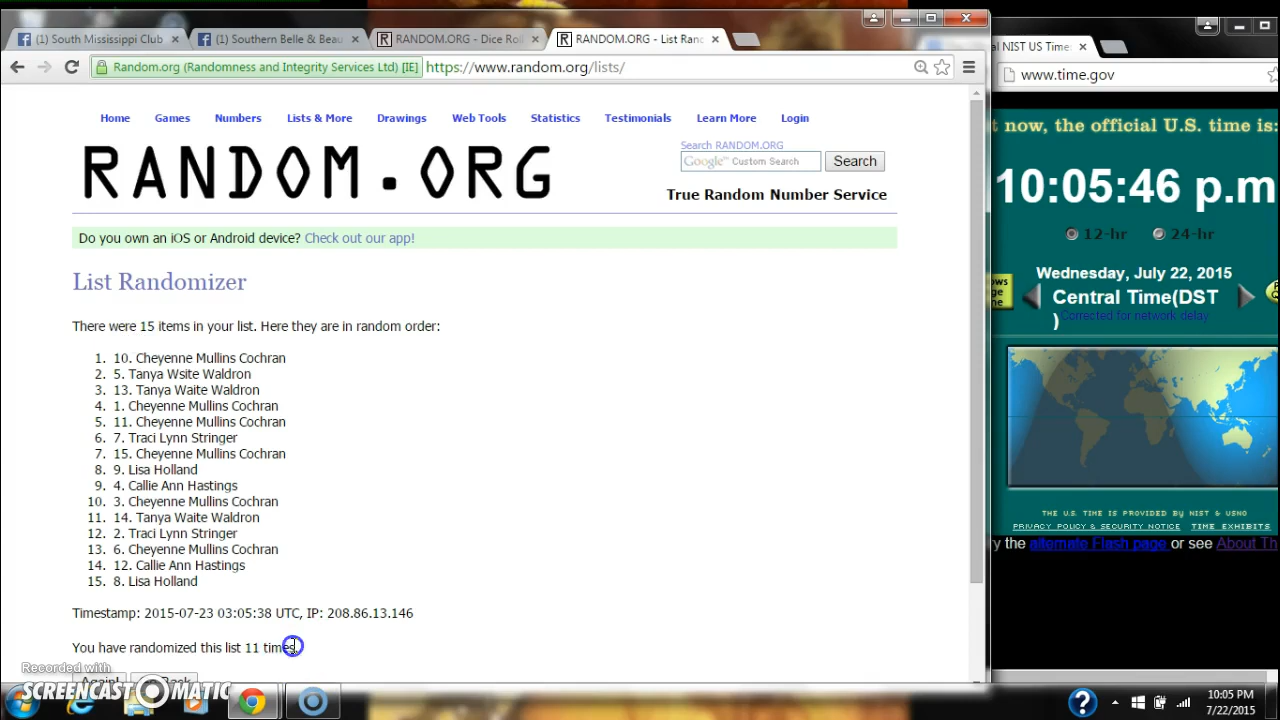 (1) South Mississippi Club
(1) Southern Belle & Beau
RANDOM.ORG - Dice Roll
RANDOM.ORG - List Ran
Random.org (Randomness and Integrity Services Ltd) [IE]
https://www.random.org/lists/
Home Games Numbers Lists & More Drawings Web Tools Statistics Testimonials Learn More Login
RANDOM.ORG
Search RANDOM.ORG
Google™ Custom Search
Search
True Random Number Service
Do you own an iOS or Android device? Check out our app!
List Randomizer
There were 15 items in your list. Here they are in random order:
1. 10. Cheyenne Mullins Cochran
2. 5. Tanya Wsite Waldron
3. 13. Tanya Waite Waldron
4. 1. Cheyenne Mullins Cochran
5. 11. Cheyenne Mullins Cochran
6. 7. Traci Lynn Stringer
7. 15. Cheyenne Mullins Cochran
8. 9. Lisa Holland
9. 4. Callie Ann Hastings
10. 3. Cheyenne Mullins Cochran
11. 14. Tanya Waite Waldron
12. 2. Traci Lynn Stringer
13. 6. Cheyenne Mullins Cochran
14. 12. Callie Ann Hastings
15. 8. Lisa Holland
Timestamp: 2015-07-23 03:05:38 UTC, IP: 208.86.13.146
You have randomized this list 11 times.
Again!
Recorded with
SCREENCAST-O-MATIC
al NIST US Time:
www.time.gov
t now, the official U.S. time is:
10:05:46 p.m
12-hr 24-hr
Wednesday, July 22, 2015
Central Time(DST
)
Corrected for network delay
THE U.S. TIME IS PROVIDED BY NIST & USNO
PRIVACY POLICY & SECURITY NOTICE TIME EXHIBITS
y the alternate Flash page or see About Th
10:05 PM
7/22/2015